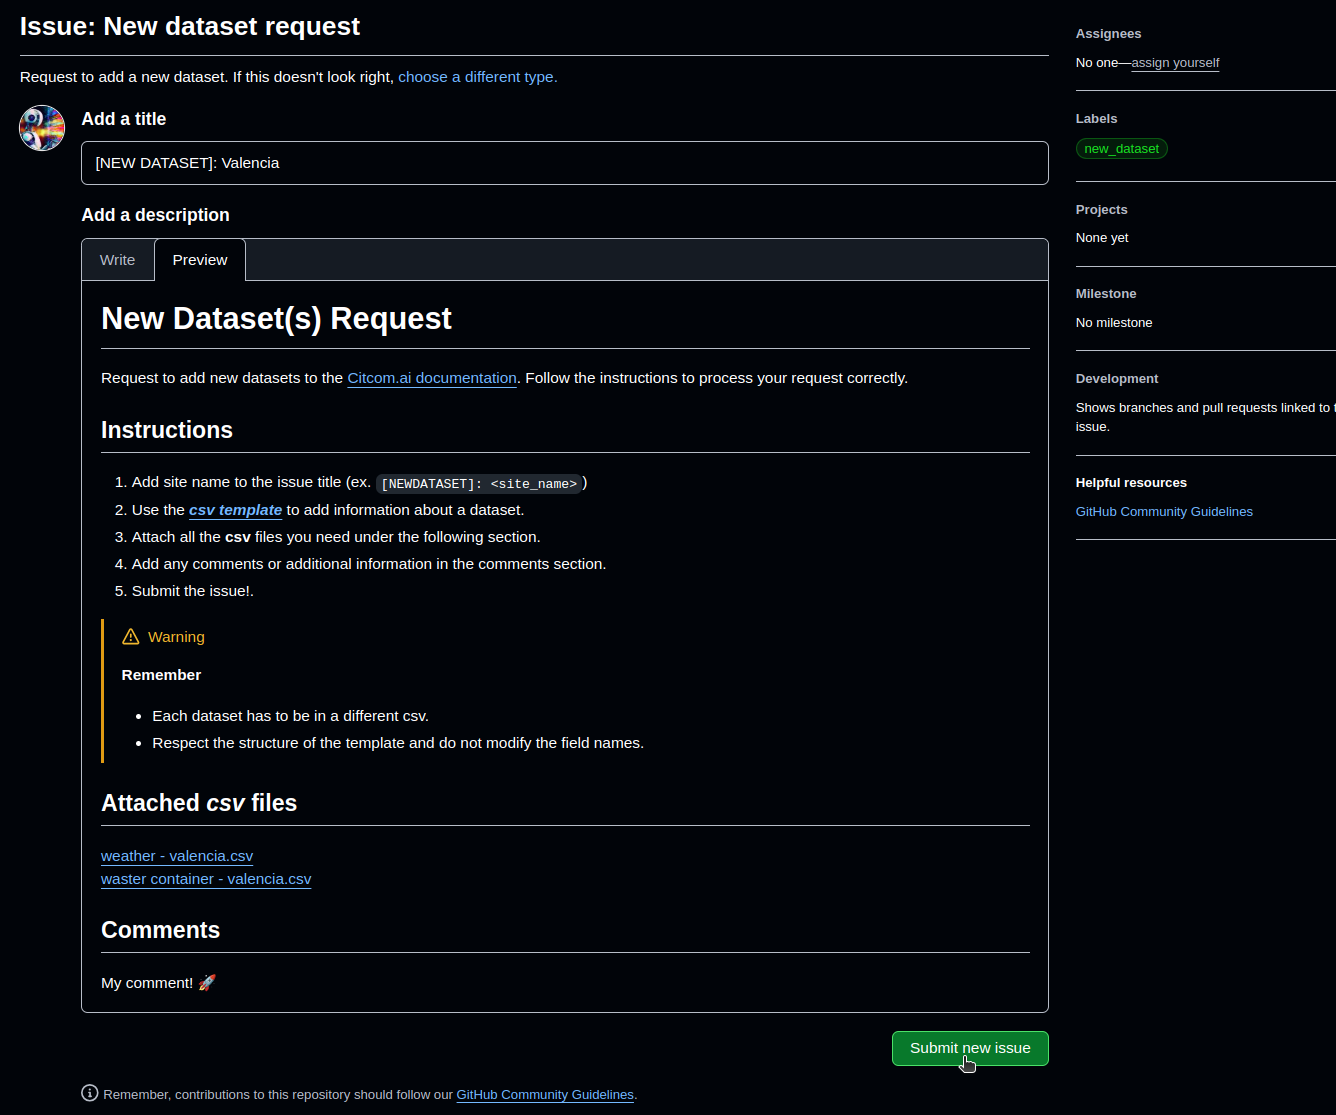 Issue: New dataset request
Request to add a new dataset. If this doesn't look right, choose a different type.
Add a title
[NEW DATASET]: Valencia
Add a description
Write
Preview
New Dataset(s) Request
Request to add new datasets to the Citcom.ai documentation. Follow the instructions to process your request correctly.
Instructions
1. Add site name to the issue title (ex. [NEWDATASET]: <site_name>)
2. Use the csv template to add information about a dataset.
3. Attach all the csv files you need under the following section.
4. Add any comments or additional information in the comments section.
5. Submit the issue!.
Warning
Remember
• Each dataset has to be in a different csv.
• Respect the structure of the template and do not modify the field names.
Attached csv files
weather - valencia.csv
waster container - valencia.csv
Comments
My comment! 🚀
Submit new issue
Remember, contributions to this repository should follow our GitHub Community Guidelines.
Assignees
No one—assign yourself
Labels
new_dataset
Projects
None yet
Milestone
No milestone
Development
Shows branches and pull requests linked to
issue.
Helpful resources
GitHub Community Guidelines